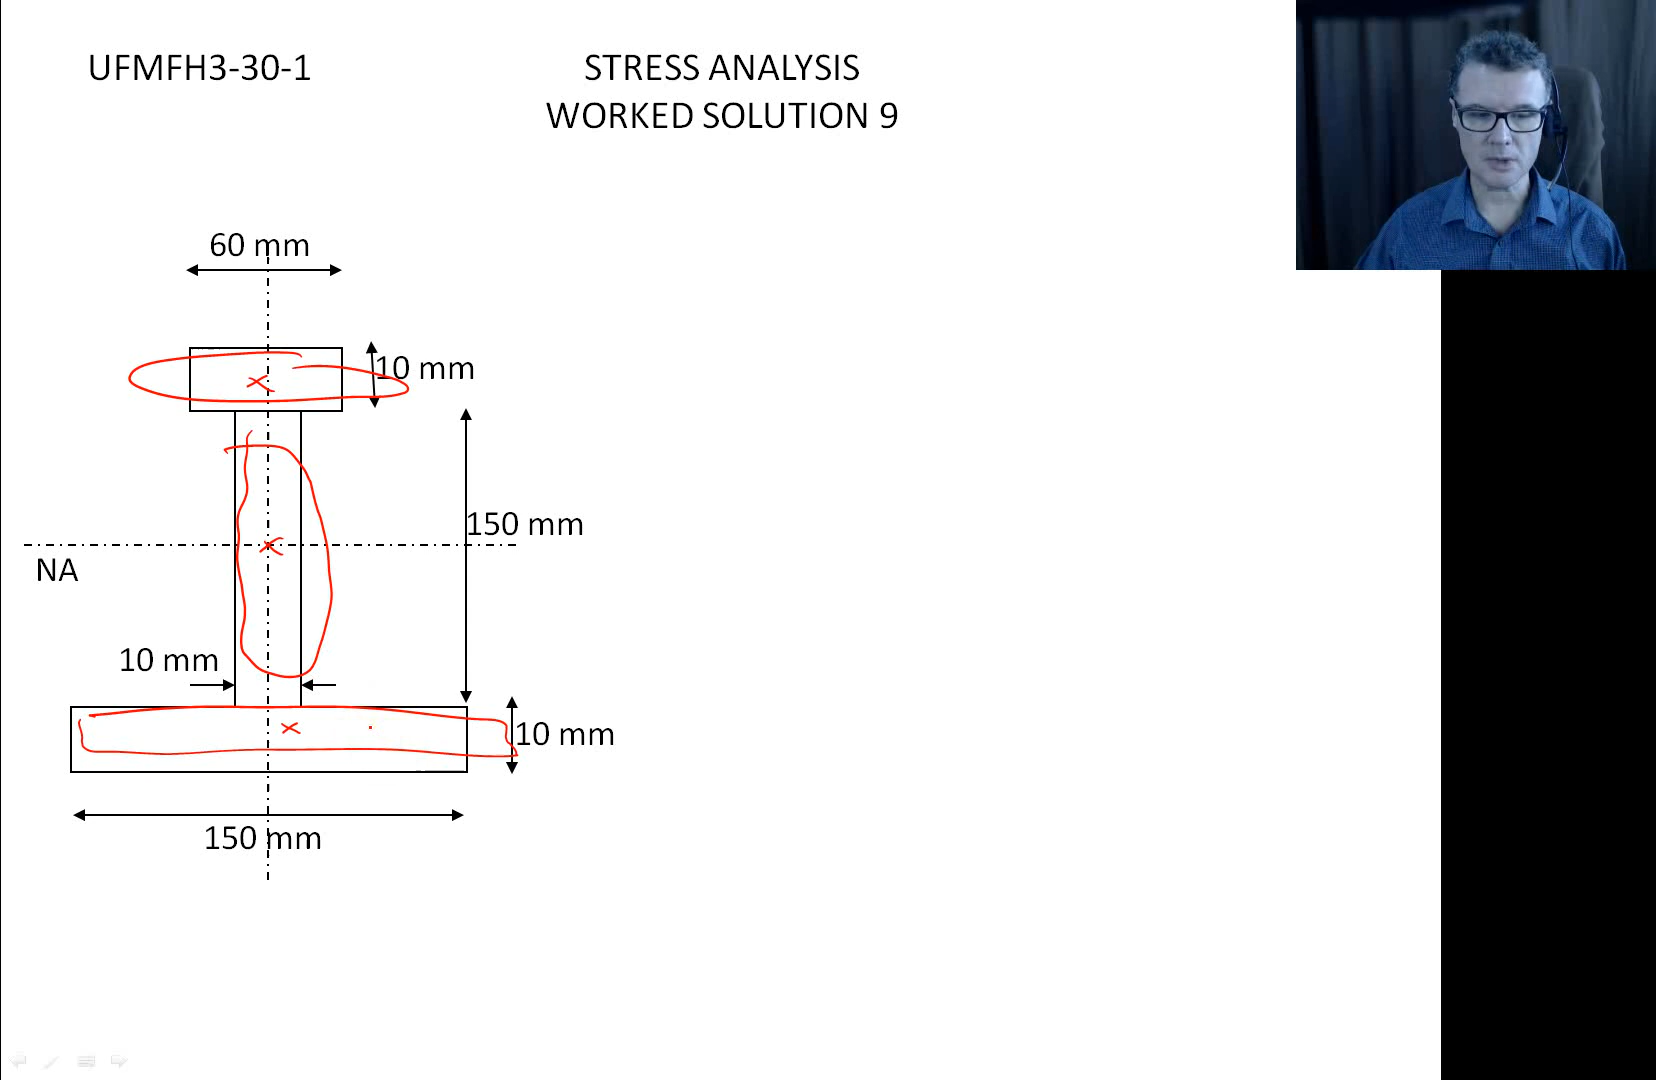 UFMFH3-30-1
STRESS ANALYSIS
WORKED SOLUTION 9
60 mm
10 mm
150 mm
NA
10 mm
10 mm
150 mm